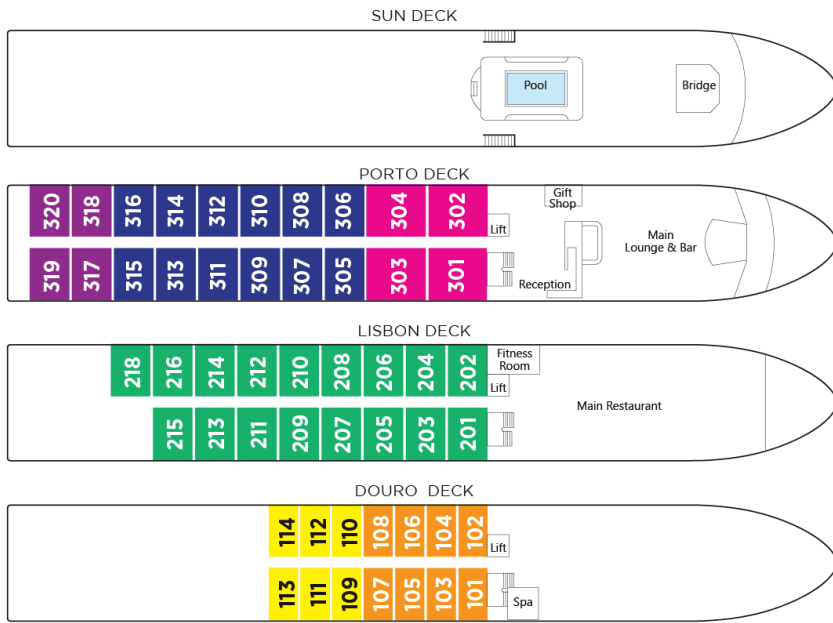 SUN DECK
Pool
Bridge
PORTO DECK
320 318 316 314 312 310 308 306 304 302
Lift
Gift
Shop
Main
Lounge & Bar
319 317 315 313 311 309 307 305 303 301
Reception
LISBON DECK
218 216 214 212 210 208 206 204 202
Fitness
Room
Lift
Main Restaurant
215 213 211 209 207 205 203 201
DOURO DECK
114 112 110 108 106 104 102
Lift
113 111 109 107 105 103 101
Spa